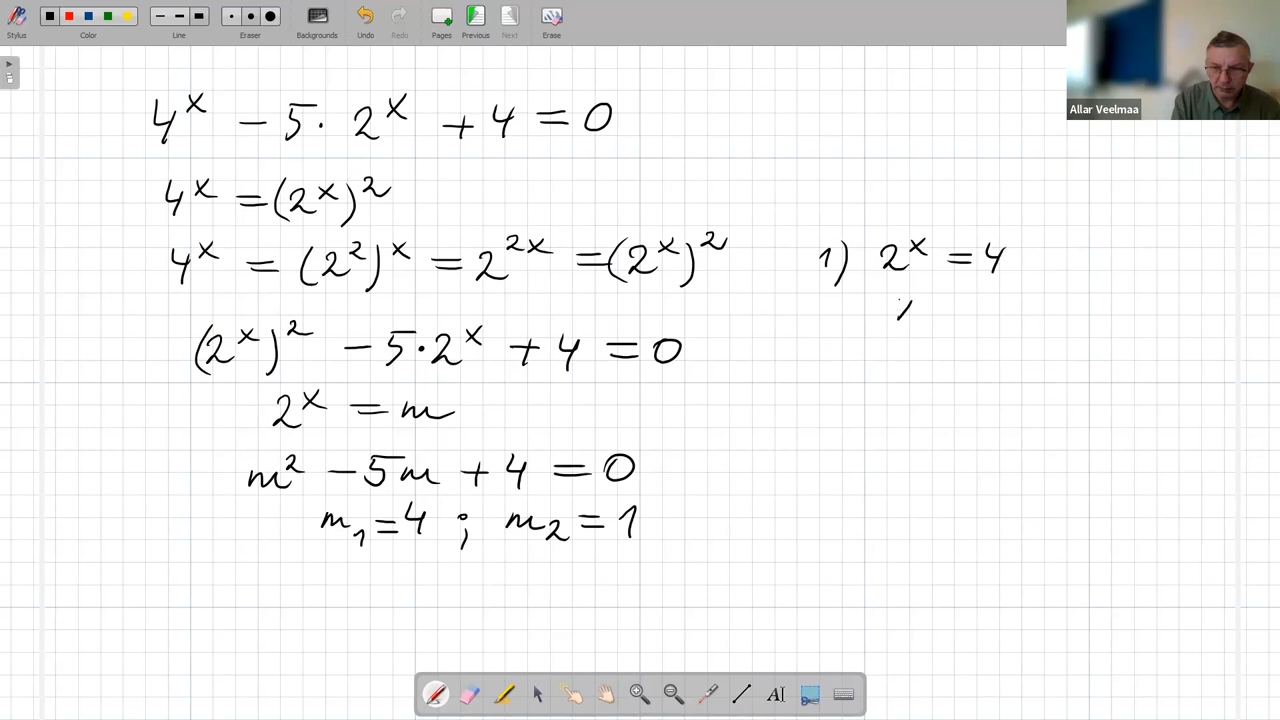 Stylus Color Line Eraser Backgrounds Undo Redo Pages Previous Next Erase
Allar Veelmaa
4^x - 5 · 2^x + 4 = 0
4^x = (2^x)^2
4^x = (2^2)^x = 2^{2x} = (2^x)^2
1) 2^x = 4
(2^x)^2 - 5 · 2^x + 4 = 0
2^x = m
m^2 - 5m + 4 = 0
m_1 = 4 ; m_2 = 1
AI